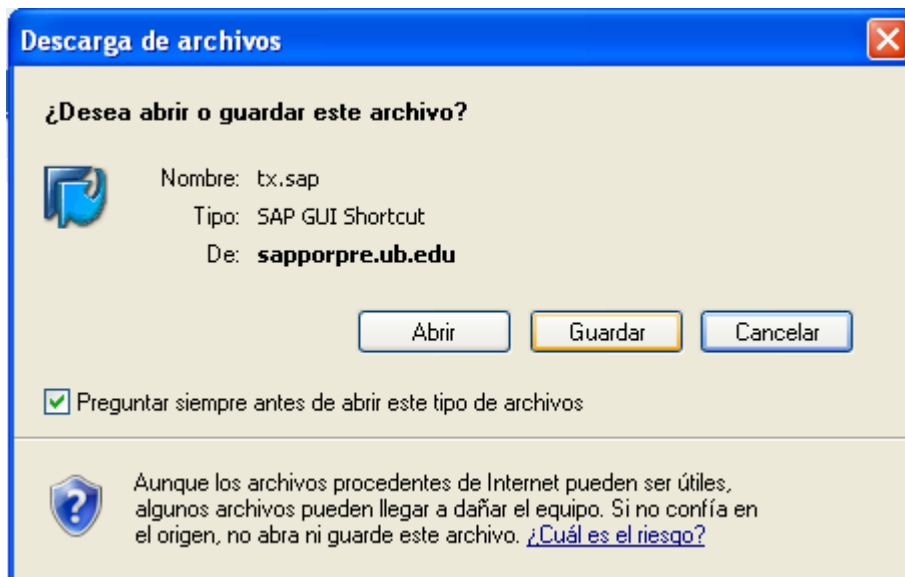 Descarga de archivos
¿Desea abrir o guardar este archivo?
Nombre: tx.sap
Tipo: SAP GUI Shortcut
De: sapporpre.ub.edu
Abrir Guardar Cancelar
Preguntar siempre antes de abrir este tipo de archivos
Aunque los archivos procedentes de Internet pueden ser útiles,
algunos archivos pueden llegar a dañar el equipo. Si no confía en
el origen, no abra ni guarde este archivo. ¿Cuál es el riesgo?